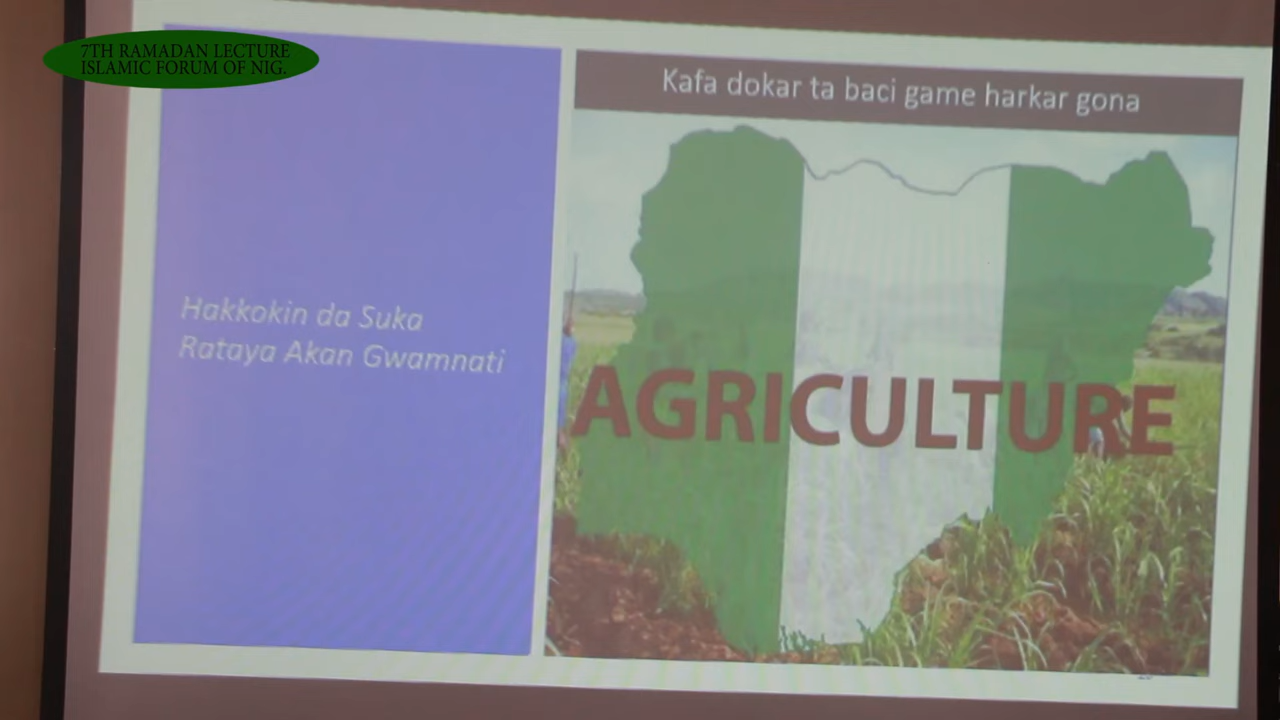 7TH RAMADAN LECTURE
ISLAMIC FORUM OF NIG.
Kafa dokar ta baci game harkar gona
Hakkokin da Suka
Rataya Akan Gwamnati
AGRICULTURE